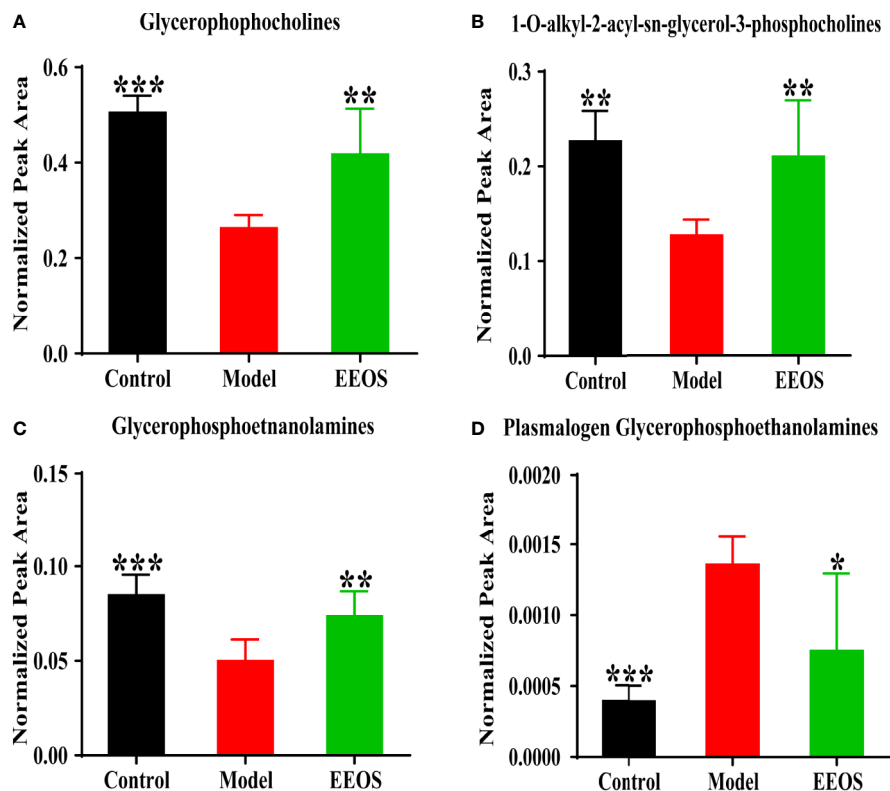 A
Glycerophophocholines
Normalized Peak Area
0.6
0.4
0.2
0.0
***
**
Control
Model
EEOS
B
1-O-alkyl-2-acyl-sn-glycerol-3-phosphocholines
Normalized Peak Area
0.3
0.2
0.1
0.0
**
**
Control
Model
EEOS
C
Glycerophosphoetnanolamines
Normalized Peak Area
0.15
0.10
0.05
0.00
***
**
Control
Model
EEOS
D
Plasmalogen Glycerophosphoethanolamines
Normalized Peak Area
0.0020
0.0015
0.0010
0.0005
0.0000
***
*
Control
Model
EEOS